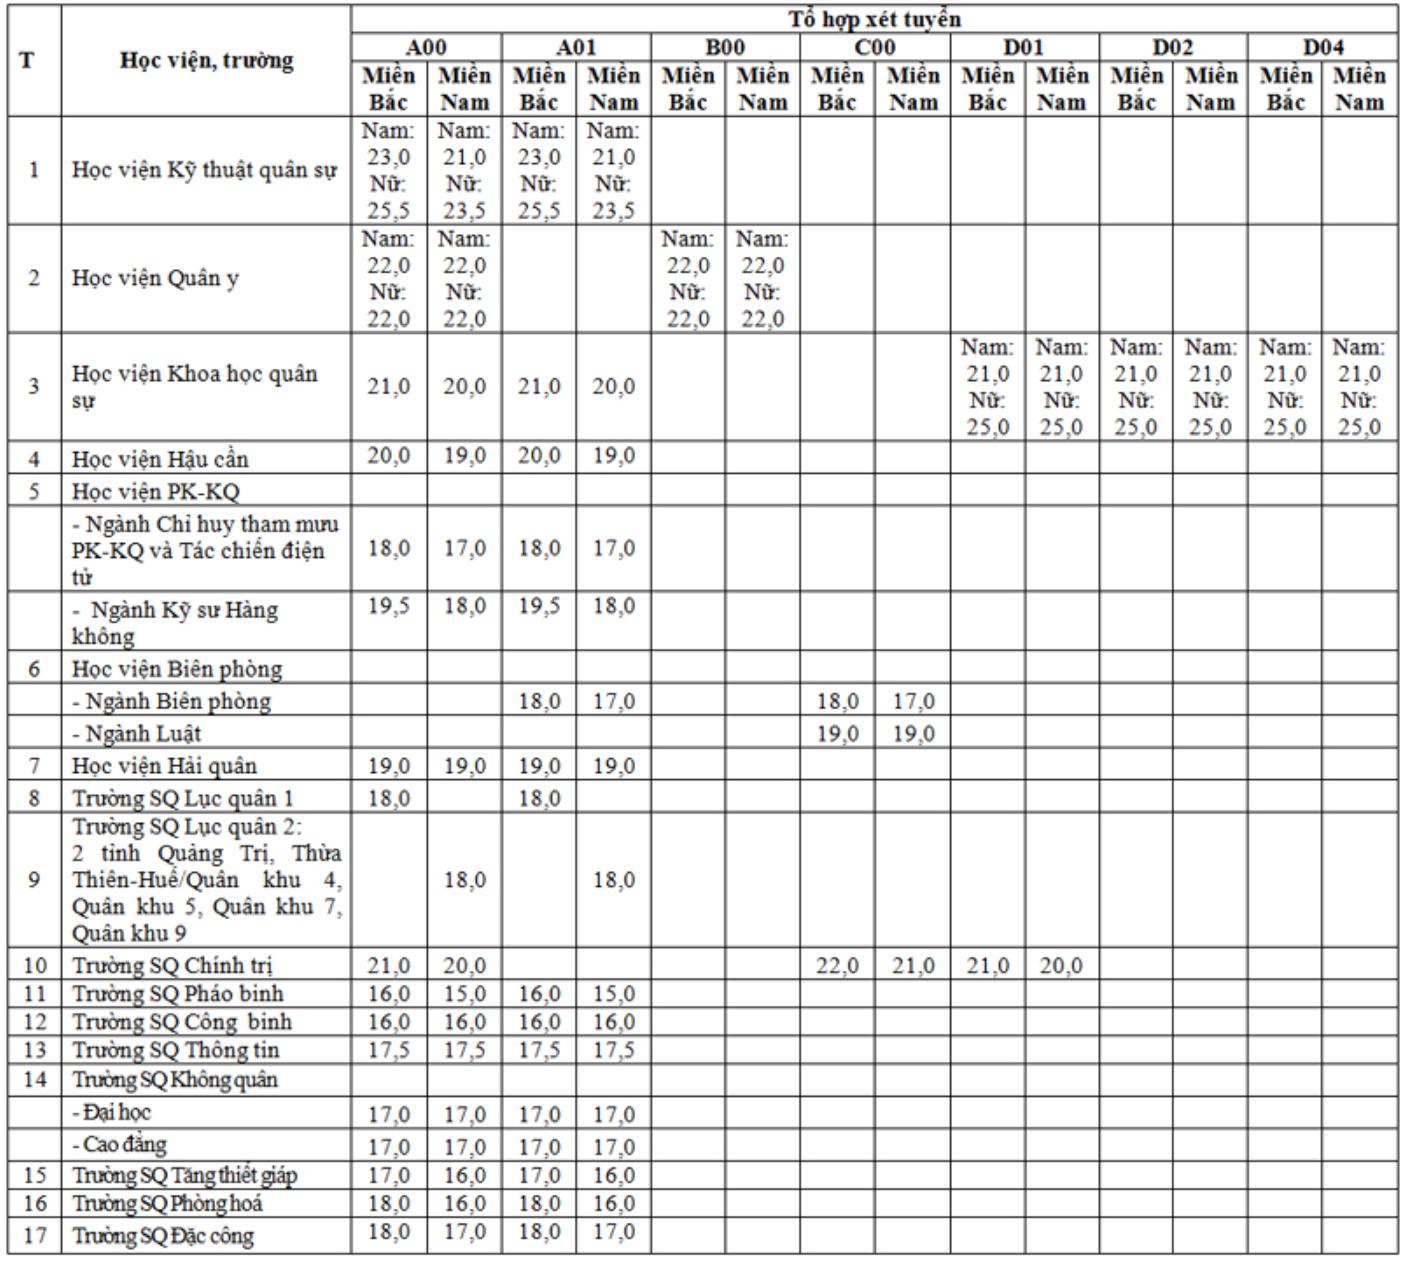 Tổ hợp xét tuyển
T Học viện, trường A00 A01 B00 C00 D01 D02 D04
Miền Miền Miền Miền Miền Miền Miền Miền Miền Miền Miền Miền Miền Miền
Bắc Nam Bắc Nam Bắc Nam Bắc Nam Bắc Nam Bắc Nam Bắc Nam
Nam: Nam: Nam: Nam:
23,0 21,0 23,0 21,0
1 Học viện Kỹ thuật quân sự Nữ: Nữ: Nữ: Nữ:
25,5 23,5 25,5 23,5
Nam: Nam: Nam: Nam:
22,0 22,0 22,0 22,0
2 Học viện Quân y Nữ: Nữ: Nữ: Nữ:
22,0 22,0 22,0 22,0
Nam: Nam: Nam: Nam: Nam: Nam:
3 Học viện Khoa học quân 21,0 20,0 21,0 20,0 21,0 21,0 21,0 21,0 21,0 21,0
sự Nữ: Nữ: Nữ: Nữ: Nữ: Nữ:
25,0 25,0 25,0 25,0 25,0 25,0
4 Học viện Hậu cần 20,0 19,0 20,0 19,0
5 Học viện PK-KQ
- Ngành Chỉ huy tham mưu
PK-KQ và Tác chiến điện 18,0 17,0 18,0 17,0
tử
- Ngành Kỹ sư Hàng 19,5 18,0 19,5 18,0
không
6 Học viện Biên phòng
- Ngành Biên phòng 18,0 17,0 18,0 17,0
- Ngành Luật 19,0 19,0
7 Học viện Hải quân 19,0 19,0 19,0 19,0
8 Trường SQ Lục quân 1 18,0 18,0
Trường SQ Lục quân 2:
2 tỉnh Quảng Trị, Thừa
9 Thiên-Huế/Quân khu 4, 18,0 18,0
Quân khu 5, Quân khu 7,
Quân khu 9
10 Trường SQ Chính trị 21,0 20,0 22,0 21,0 21,0 20,0
11 Trường SQ Pháo binh 16,0 15,0 16,0 15,0
12 Trường SQ Công binh 16,0 16,0 16,0 16,0
13 Trường SQ Thông tin 17,5 17,5 17,5 17,5
14 Trường SQ Không quân
- Đại học 17,0 17,0 17,0 17,0
- Cao đẳng 17,0 17,0 17,0 17,0
15 Trường SQ Tăng thiết giáp 17,0 16,0 17,0 16,0
16 Trường SQ Phòng hoá 18,0 16,0 18,0 16,0
17 Trường SQ Đặc công 18,0 17,0 18,0 17,0